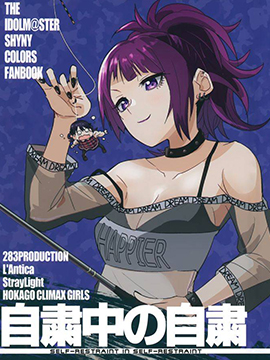 THE
IDOLM@STER
SHYNY
COLORS
FANBOOK
HAPPIER
283PRODUCTION
L'Antica
StrayLight
HOKAGO CLIMAX GIRLS
自粛中の自粛
SELF-RESTRAINT IN SELF-RESTRAINT